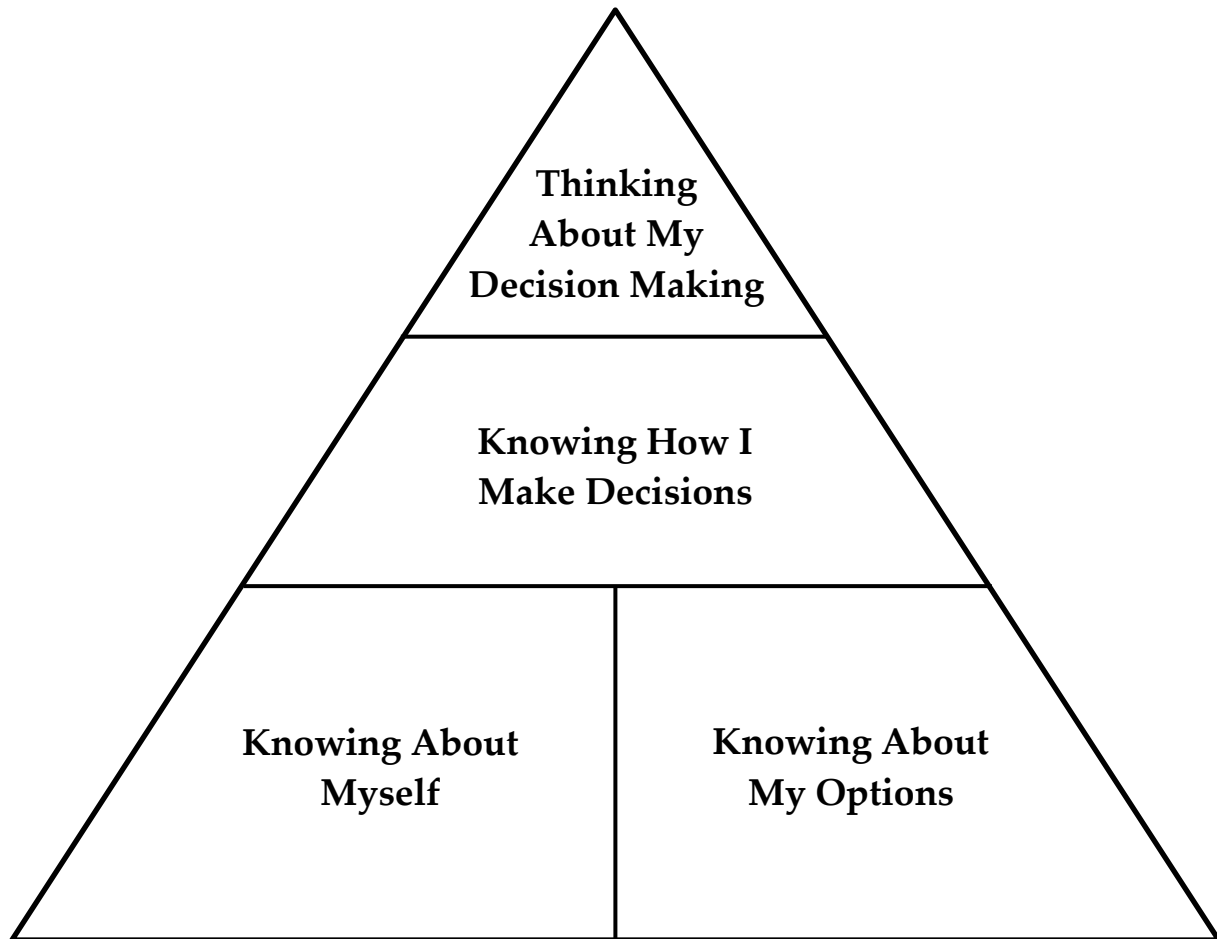 Thinking
About My
Decision Making
Knowing How I
Make Decisions
Knowing About
Myself
Knowing About
My Options